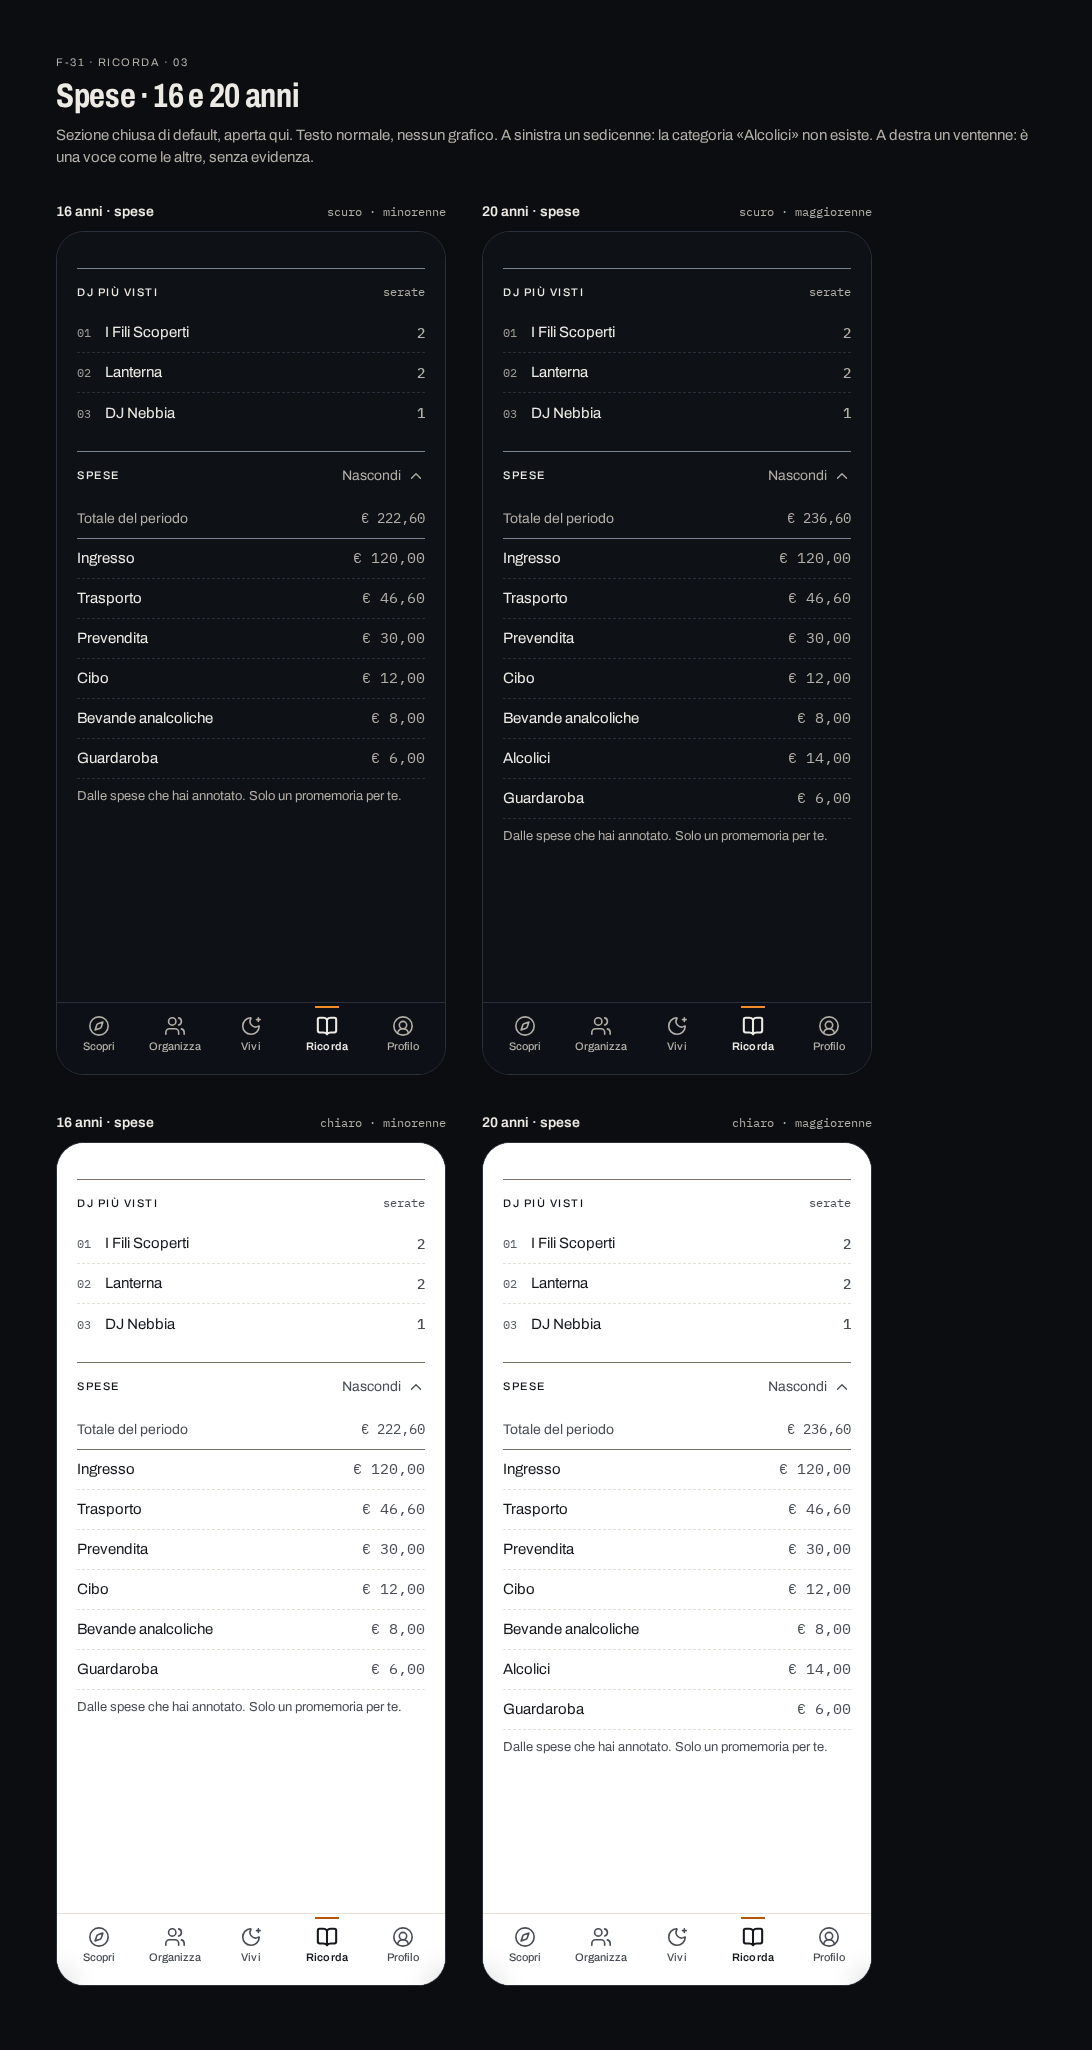 F-31 · RICORDA · 03
Spese · 16 e 20 anni
Sezione chiusa di default, aperta qui. Testo normale, nessun grafico. A sinistra un sedicenne: la categoria «Alcolici» non esiste. A destra un ventenne: è
una voce come le altre, senza evidenza.
16 anni · spese scuro · minorenne
DJ PIÙ VISTI serate
01 I Fili Scoperti 2
02 Lanterna 2
03 DJ Nebbia 1
SPESE Nascondi
Totale del periodo € 222,60
Ingresso € 120,00
Trasporto € 46,60
Prevendita € 30,00
Cibo € 12,00
Bevande analcoliche € 8,00
Guardaroba € 6,00
Dalle spese che hai annotato. Solo un promemoria per te.
Scopri Organizza Vivi Ricorda Profilo
20 anni · spese scuro · maggiorenne
DJ PIÙ VISTI serate
01 I Fili Scoperti 2
02 Lanterna 2
03 DJ Nebbia 1
SPESE Nascondi
Totale del periodo € 236,60
Ingresso € 120,00
Trasporto € 46,60
Prevendita € 30,00
Cibo € 12,00
Bevande analcoliche € 8,00
Alcolici € 14,00
Guardaroba € 6,00
Dalle spese che hai annotato. Solo un promemoria per te.
Scopri Organizza Vivi Ricorda Profilo
16 anni · spese chiaro · minorenne
DJ PIÙ VISTI serate
01 I Fili Scoperti 2
02 Lanterna 2
03 DJ Nebbia 1
SPESE Nascondi
Totale del periodo € 222,60
Ingresso € 120,00
Trasporto € 46,60
Prevendita € 30,00
Cibo € 12,00
Bevande analcoliche € 8,00
Guardaroba € 6,00
Dalle spese che hai annotato. Solo un promemoria per te.
Scopri Organizza Vivi Ricorda Profilo
20 anni · spese chiaro · maggiorenne
DJ PIÙ VISTI serate
01 I Fili Scoperti 2
02 Lanterna 2
03 DJ Nebbia 1
SPESE Nascondi
Totale del periodo € 236,60
Ingresso € 120,00
Trasporto € 46,60
Prevendita € 30,00
Cibo € 12,00
Bevande analcoliche € 8,00
Alcolici € 14,00
Guardaroba € 6,00
Dalle spese che hai annotato. Solo un promemoria per te.
Scopri Organizza Vivi Ricorda Profilo